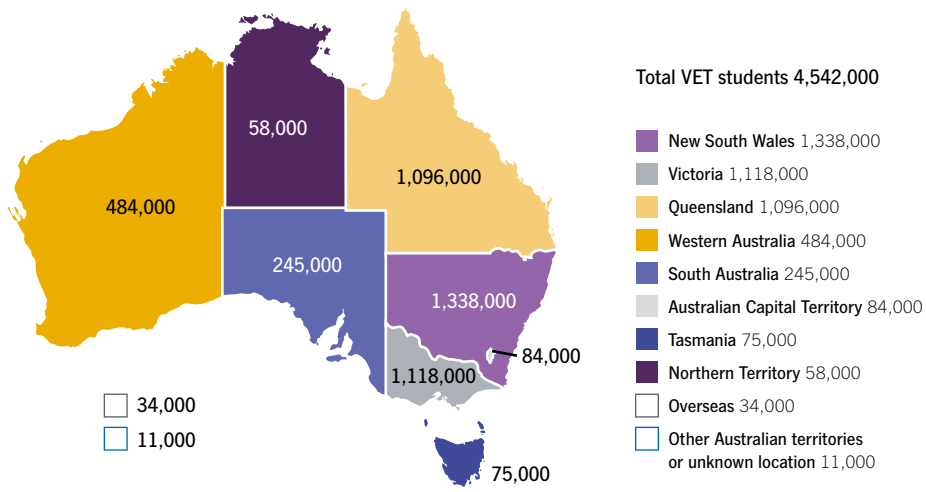 58,000
1,096,000
484,000
245,000
1,338,000
84,000
1,118,000
34,000
11,000
75,000
Total VET students 4,542,000
New South Wales 1,338,000
Victoria 1,118,000
Queensland 1,096,000
Western Australia 484,000
South Australia 245,000
Australian Capital Territory 84,000
Tasmania 75,000
Northern Territory 58,000
Overseas 34,000
Other Australian territories
or unknown location 11,000